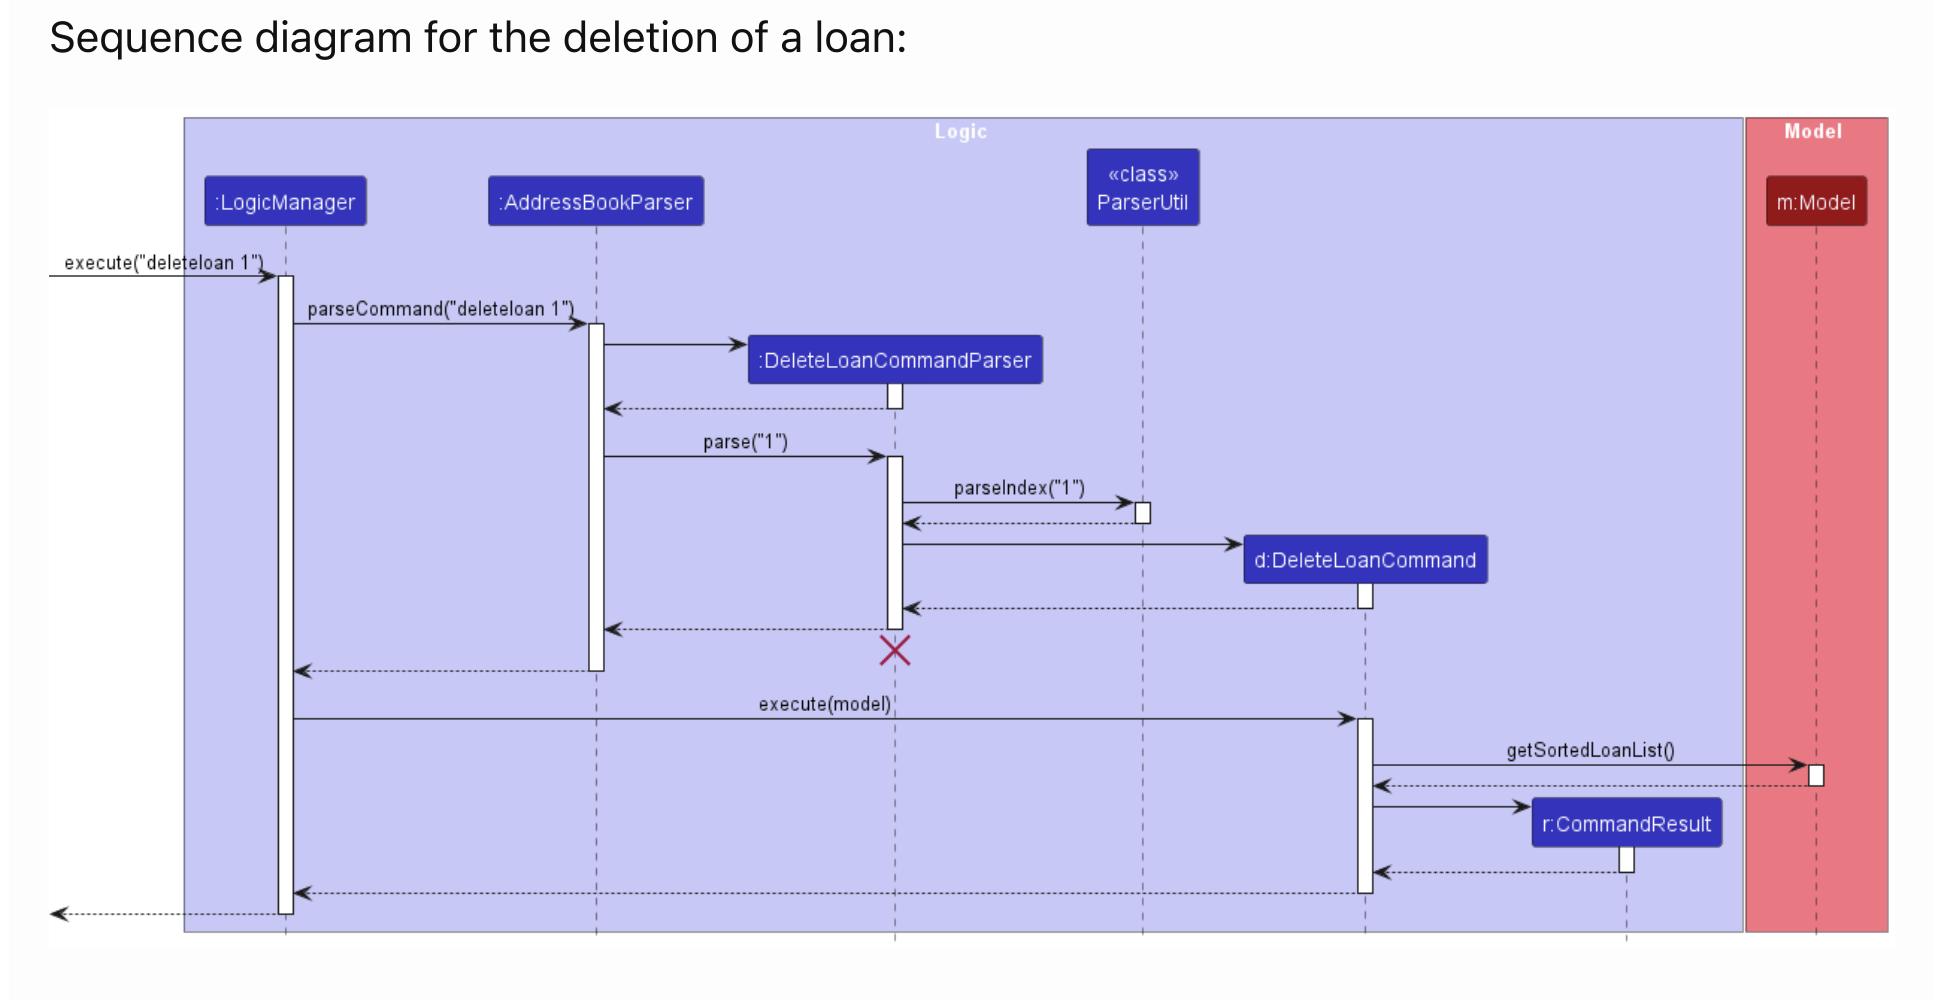 Sequence diagram for the deletion of a loan:
Logic
Model
«class»
ParserUtil
:LogicManager
:AddressBookParser
m:Model
execute("deleteloan 1")
parseCommand("deleteloan 1")
:DeleteLoanCommandParser
parse("1")
parseIndex("1")
d:DeleteLoanCommand
execute(model)
getSortedLoanList()
r:CommandResult